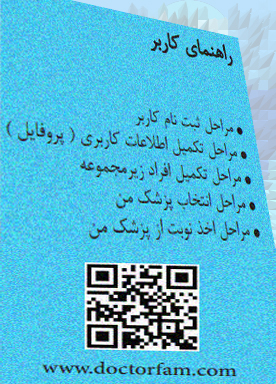 راهنمای کاربر
• مراحل ثبت نام کاربر
• مراحل تکمیل اطلاعات کاربری ( پروفایل )
• مراحل تکمیل افراد زیرمجموعه
• مراحل انتخاب پزشک من
• مراحل اخذ نوبت از پزشک من
www.doctorfam.com